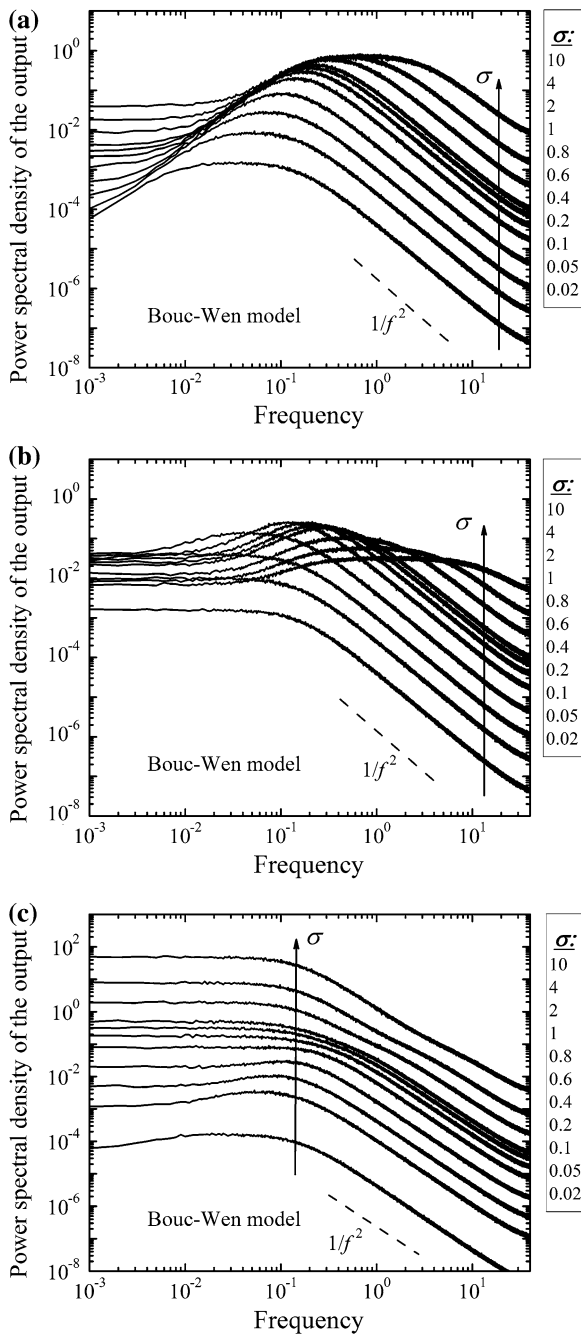 (a)
Power spectral density of the output
10^0
10^-2
10^-4
10^-6
10^-8
σ
Bouc-Wen model
1/f^2
10^-3 10^-2 10^-1 10^0 10^1
Frequency
σ:
10
4
2
1
0.8
0.6
0.4
0.2
0.1
0.05
0.02
(b)
Power spectral density of the output
10^0
10^-2
10^-4
10^-6
10^-8
σ
Bouc-Wen model
1/f^2
10^-3 10^-2 10^-1 10^0 10^1
Frequency
σ:
10
4
2
1
0.8
0.6
0.4
0.2
0.1
0.05
0.02
(c)
Power spectral density of the output
10^2
10^0
10^-2
10^-4
10^-6
10^-8
σ
Bouc-Wen model
1/f^2
10^-3 10^-2 10^-1 10^0 10^1
Frequency
σ:
10
4
2
1
0.8
0.6
0.4
0.2
0.1
0.05
0.02